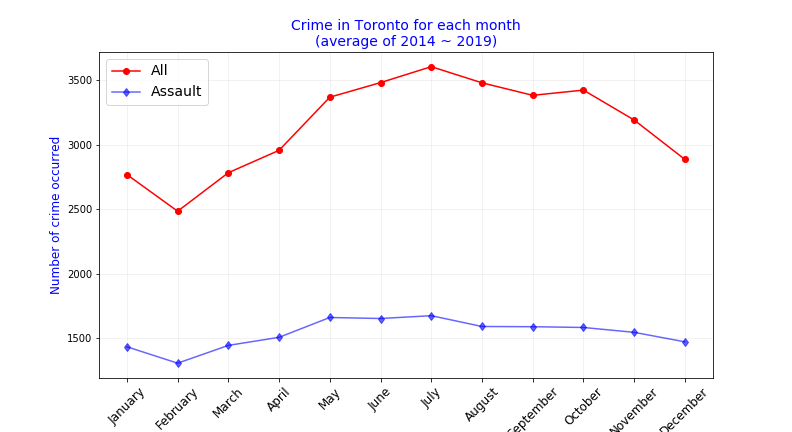 Crime in Toronto for each month
(average of 2014 ~ 2019)
All
Assault
Number of crime occurred
3500
3000
2500
2000
1500
January
February
March
April
May
June
July
August
September
October
November
December